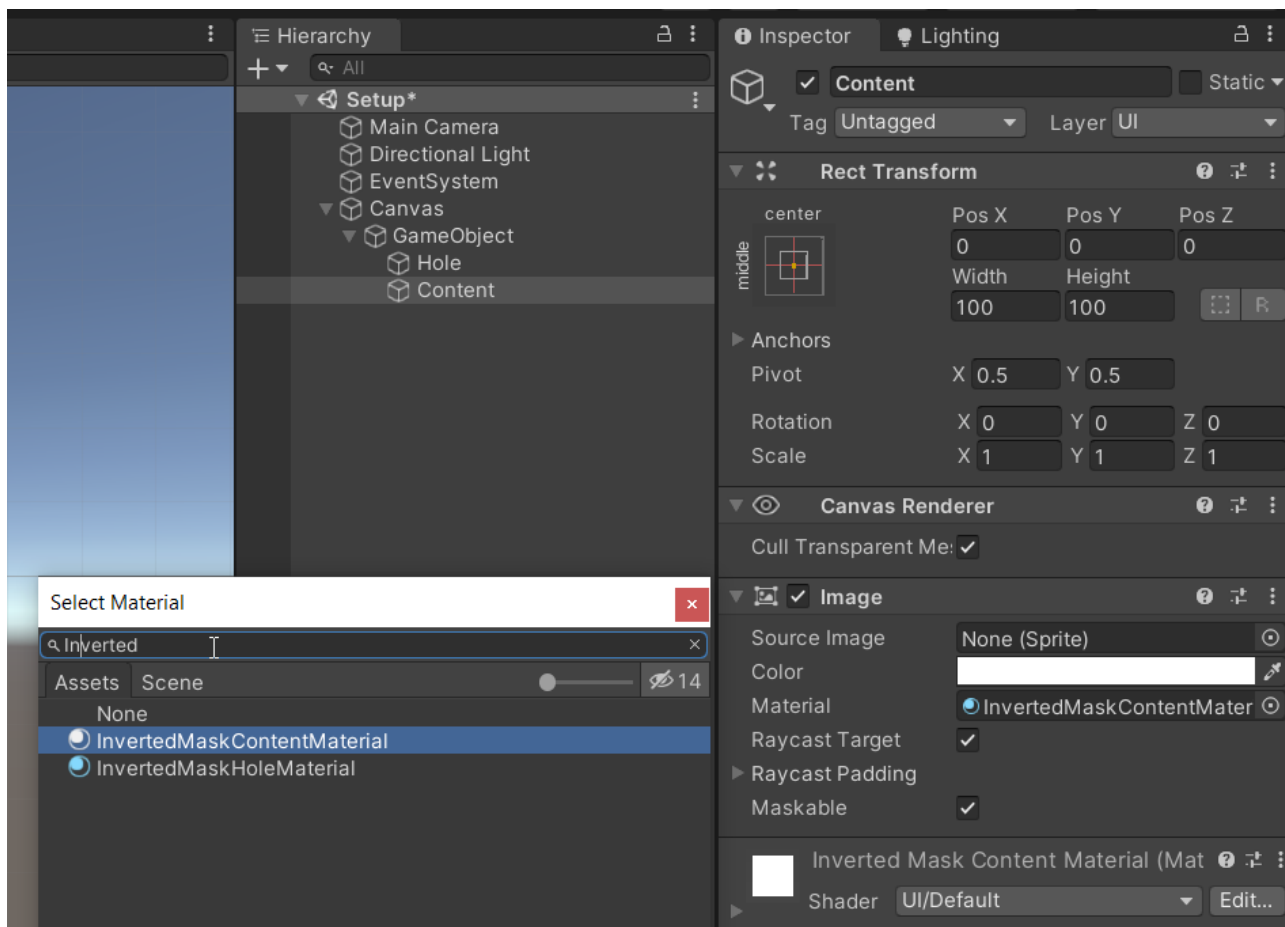 Hierarchy
All
Setup*
Main Camera
Directional Light
EventSystem
Canvas
GameObject
Hole
Content
Select Material
Inverted
Assets Scene 14
None
InvertedMaskContentMaterial
InvertedMaskHoleMaterial
Inspector Lighting
Content Static
Tag Untagged Layer UI
Rect Transform
center Pos X Pos Y Pos Z
middle 0 0 0
Width Height
100 100 R
Anchors
Pivot X 0.5 Y 0.5
Rotation X 0 Y 0 Z 0
Scale X 1 Y 1 Z 1
Canvas Renderer
Cull Transparent Me
Image
Source Image None (Sprite)
Color
Material InvertedMaskContentMater
Raycast Target
Raycast Padding
Maskable
Inverted Mask Content Material (Mat
Shader UI/Default Edit...